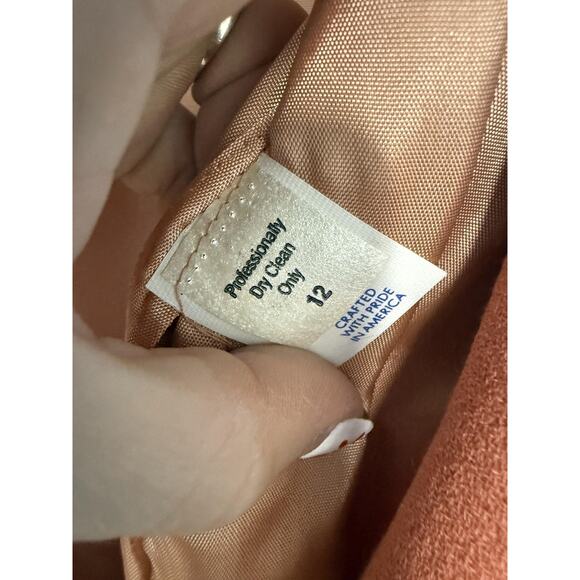 Professionally
Dry Clean
Only
12
CRAFTED
WITH PRIDE
IN AMERICA